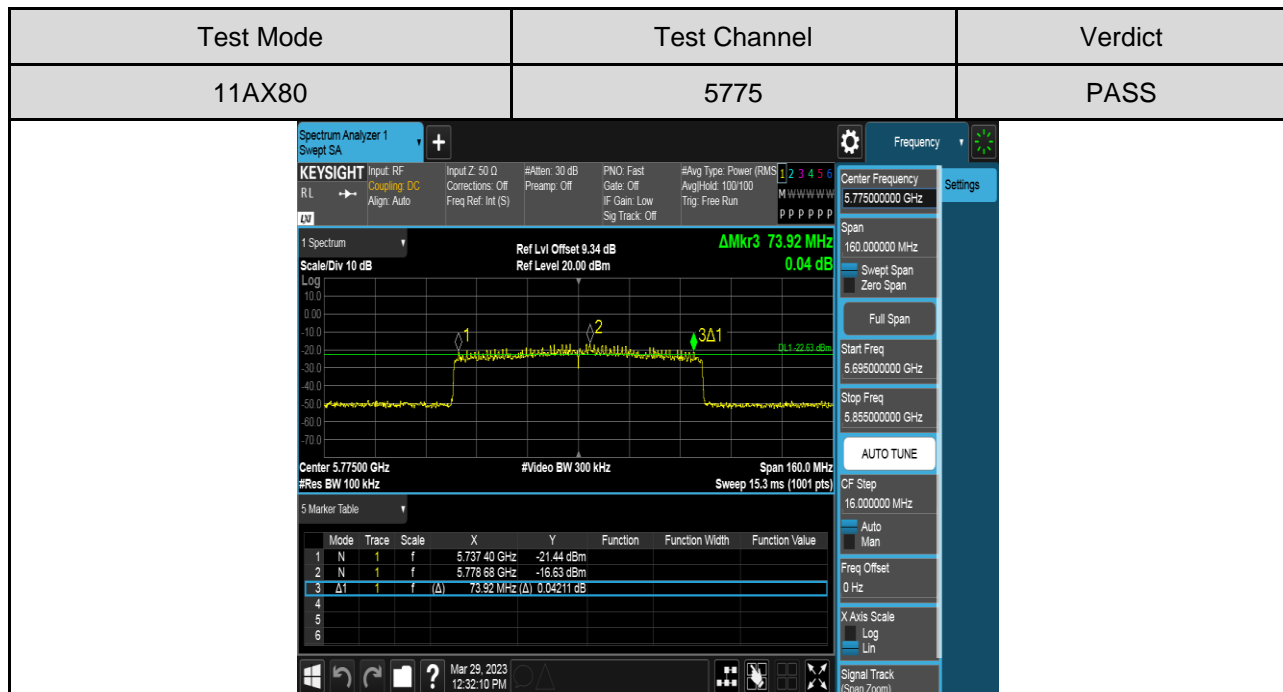 Test Mode Test Channel Verdict
11AX80 5775 PASS
Spectrum Analyzer 1
Swept SA
+
Frequency
KEYSIGHT Input: RF Input Z: 50 Ω #Atten: 30 dB PNO: Fast #Avg Type: Power (RMS 1 2 3 4 5 6
RL Coupling: DC Corrections: Off Preamp: Off Gate: Off Avg|Hold: 100/100 M W W W W W
Align: Auto Freq Ref: Int (S) IF Gain: Low Trig: Free Run
LXI Sig Track: Off P P P P P P
Center Frequency
5.775000000 GHz
Settings
1 Spectrum
Ref Lvl Offset 9.34 dB
ΔMkr3 73.92 MHz
Scale/Div 10 dB Ref Level 20.00 dBm 0.04 dB
Log
10.0
0.00
-10.0
-20.0
-30.0
-40.0
-50.0
-60.0
-70.0
1
2
3Δ1
DL1 -22.63 dBm
Center 5.77500 GHz #Video BW 300 kHz Span 160.0 MHz
#Res BW 100 kHz Sweep 15.3 ms (1001 pts)
Span
160.000000 MHz
Swept Span
Zero Span
Full Span
Start Freq
5.695000000 GHz
Stop Freq
5.855000000 GHz
AUTO TUNE
CF Step
16.000000 MHz
Auto
Man
Freq Offset
0 Hz
X Axis Scale
Log
Lin
Signal Track
(Span Zoom)
5 Marker Table
Mode Trace Scale X Y Function Function Width Function Value
1 N 1 f 5.737 40 GHz -21.44 dBm
2 N 1 f 5.778 68 GHz -16.63 dBm
3 Δ1 1 f (Δ) 73.92 MHz (Δ) 0.04211 dB
4
5
6
?
Mar 29, 2023
12:32:10 PM